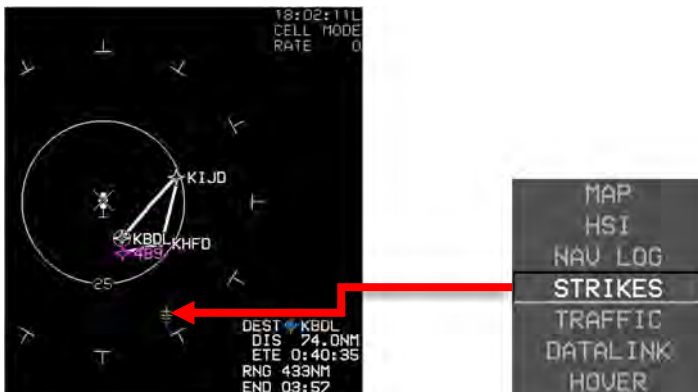 18:02:11L
CELL MODE
RATE 0
KIJD
KBDL
KHFD
489
25
DEST KBDL
DIS 74.0NM
ETE 0:40:35
RNG 433NM
END 03:57
MAP
HSI
NAV LOG
STRIKES
TRAFFIC
DATALINK
HOVER